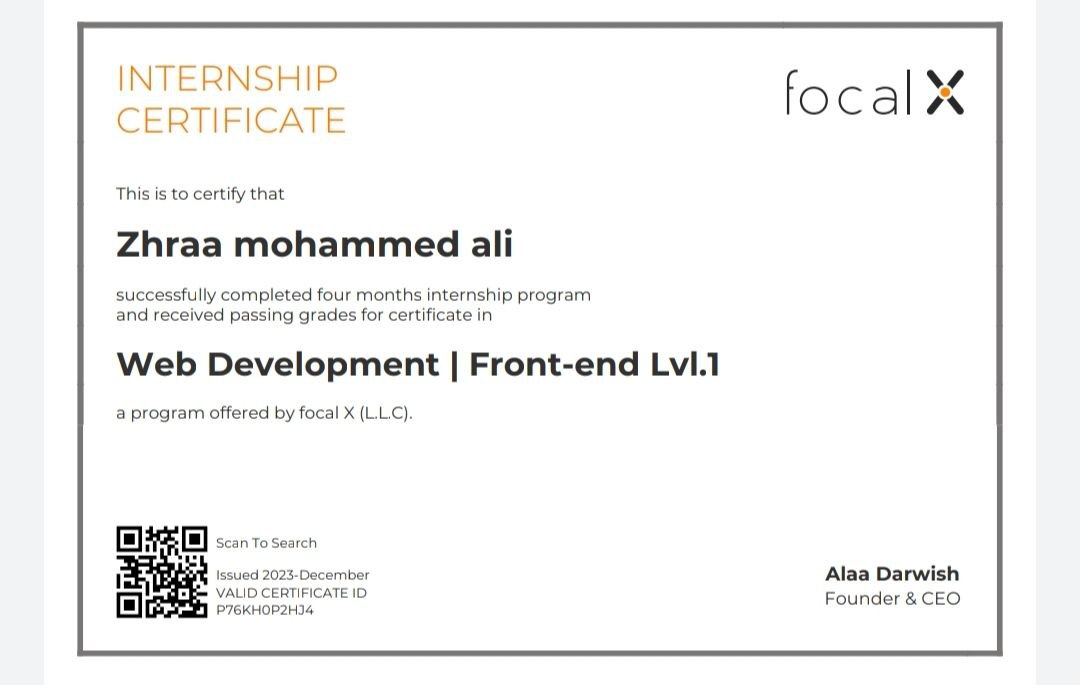 INTERNSHIP
CERTIFICATE
focal X
This is to certify that
Zhraa mohammed ali
successfully completed four months internship program
and received passing grades for certificate in
Web Development | Front-end Lvl.1
a program offered by focal X (L.L.C).
Scan To Search
Issued 2023-December
VALID CERTIFICATE ID
P76KH0P2HJ4
Alaa Darwish
Founder & CEO